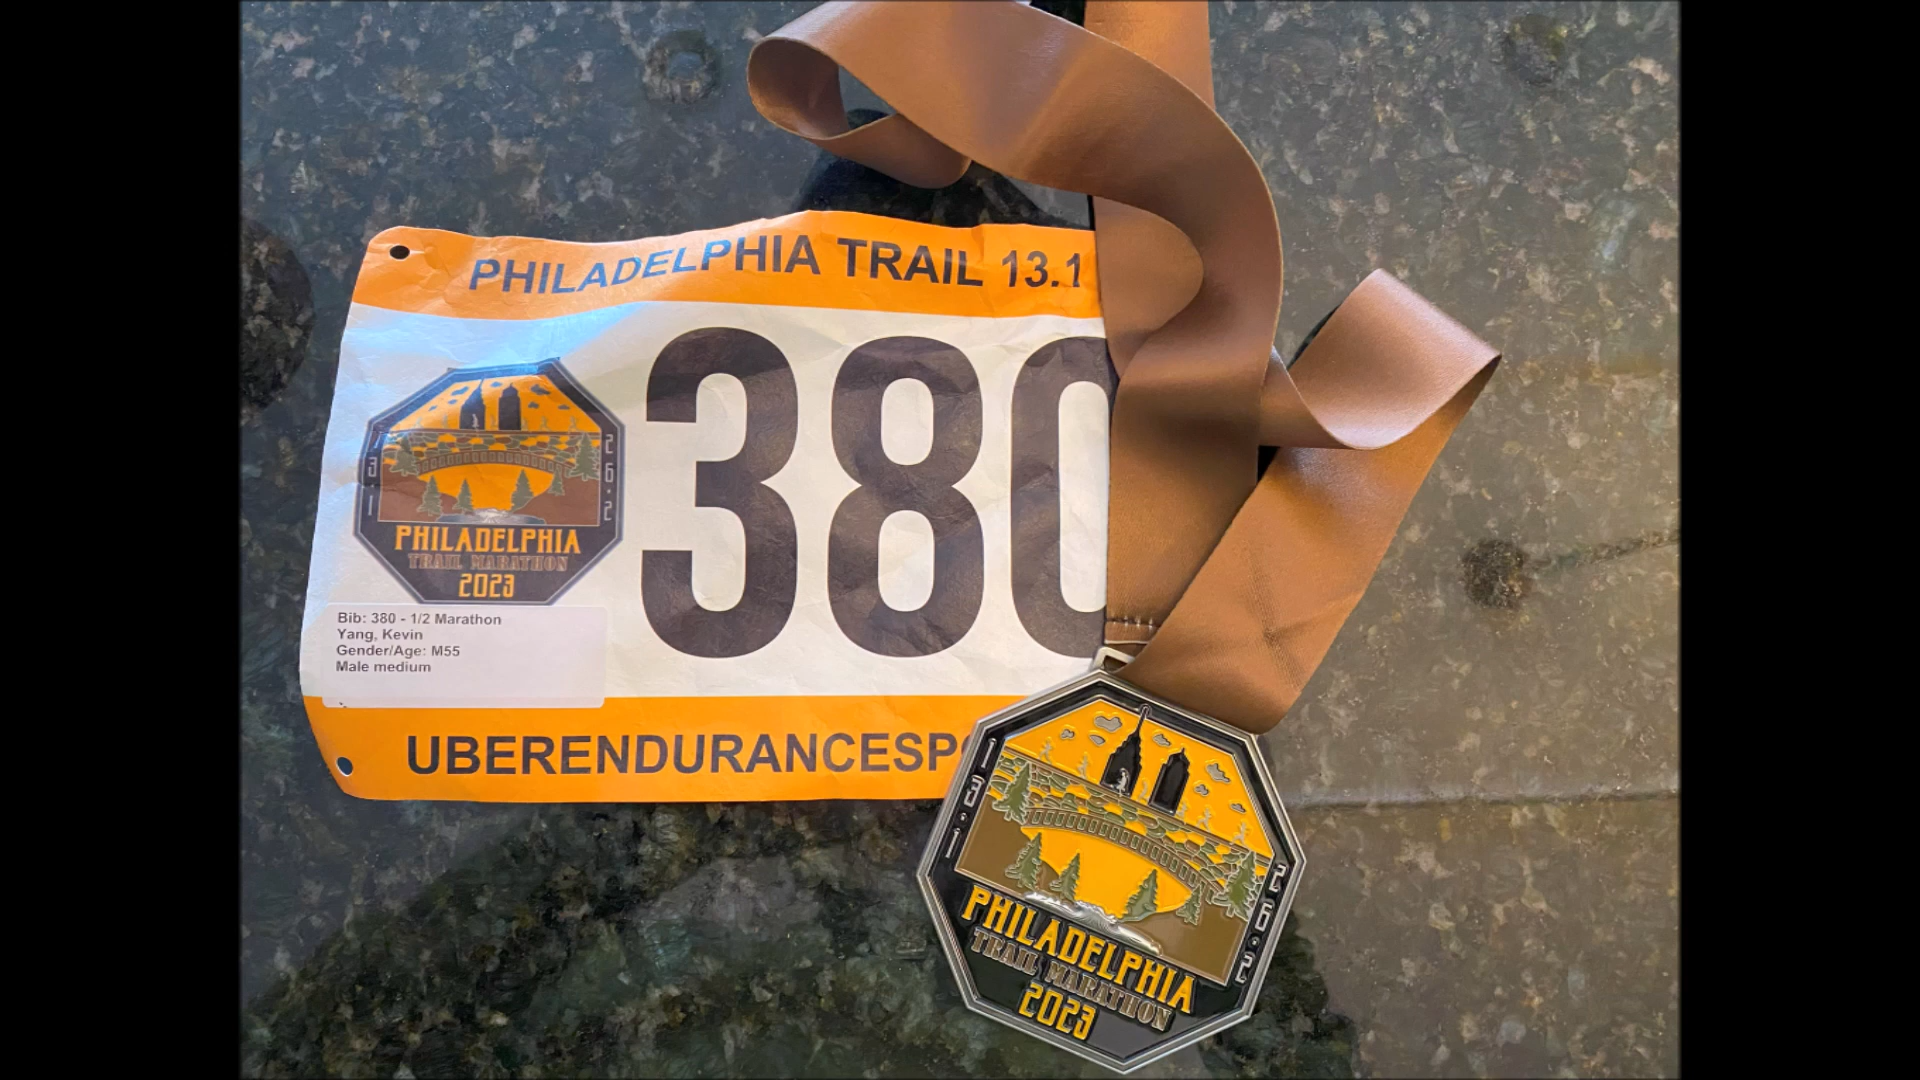 PHILADELPHIA TRAIL 13.1
380
13.1
26.2
PHILADELPHIA
TRAIL MARATHON
2023
Bib: 380 - 1/2 Marathon
Yang, Kevin
Gender/Age: M55
Male medium
UBERENDURANCESP
13.1
26.2
PHILADELPHIA
TRAIL MARATHON
2023